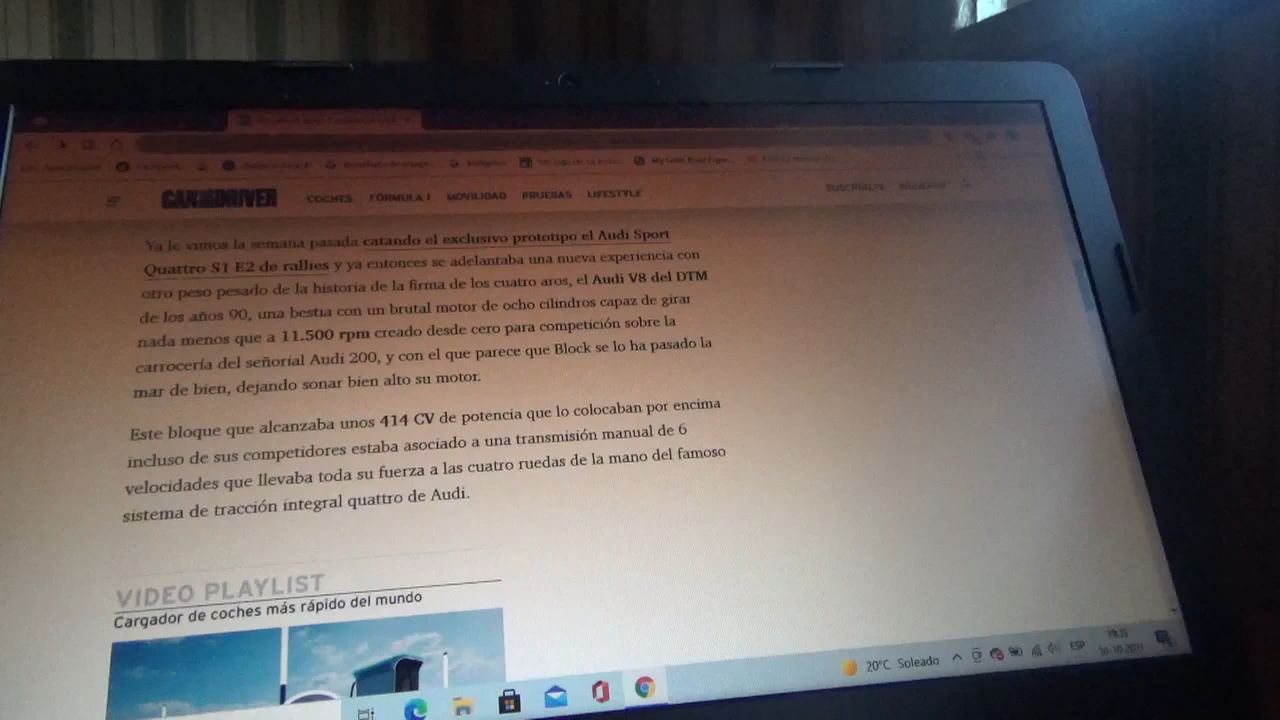 CAR AND DRIVER
COCHES FÓRMULA 1 MOVILIDAD PRUEBAS LIFESTYLE
SUSCRÍBETE
Ya le vimos la semana pasada catando el exclusivo prototipo el Audi Sport
Quattro S1 E2 de rallies y ya entonces se adelantaba una nueva experiencia con
otro peso pesado de la historia de la firma de los cuatro aros, el Audi V8 del DTM
de los años 90, una bestia con un brutal motor de ocho cilindros capaz de girar
nada menos que a 11.500 rpm creado desde cero para competición sobre la
carrocería del señorial Audi 200, y con el que parece que Block se lo ha pasado la
mar de bien, dejando sonar bien alto su motor.
Este bloque que alcanzaba unos 414 CV de potencia que lo colocaban por encima
incluso de sus competidores estaba asociado a una transmisión manual de 6
velocidades que llevaba toda su fuerza a las cuatro ruedas de la mano del famoso
sistema de tracción integral quattro de Audi.
VIDEO PLAYLIST
Cargador de coches más rápido del mundo
20°C Soleado
ESP